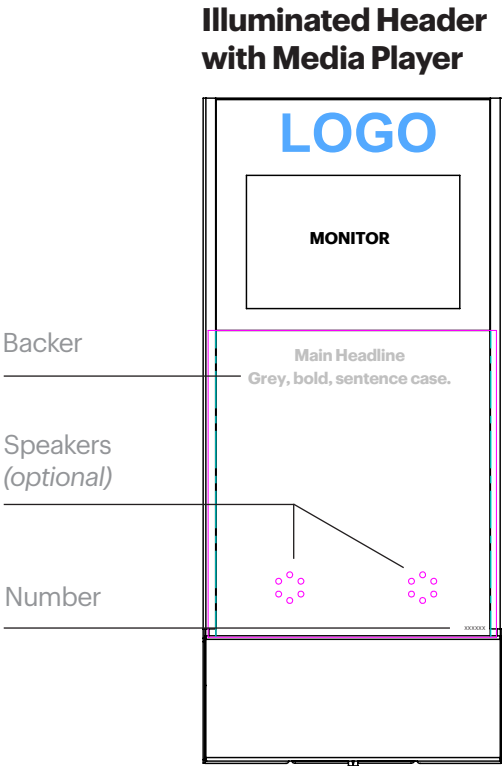 Illuminated Header
with Media Player
LOGO
MONITOR
Backer
Main Headline
Grey, bold, sentence case.
Speakers
(optional)
Number
xxxxxx